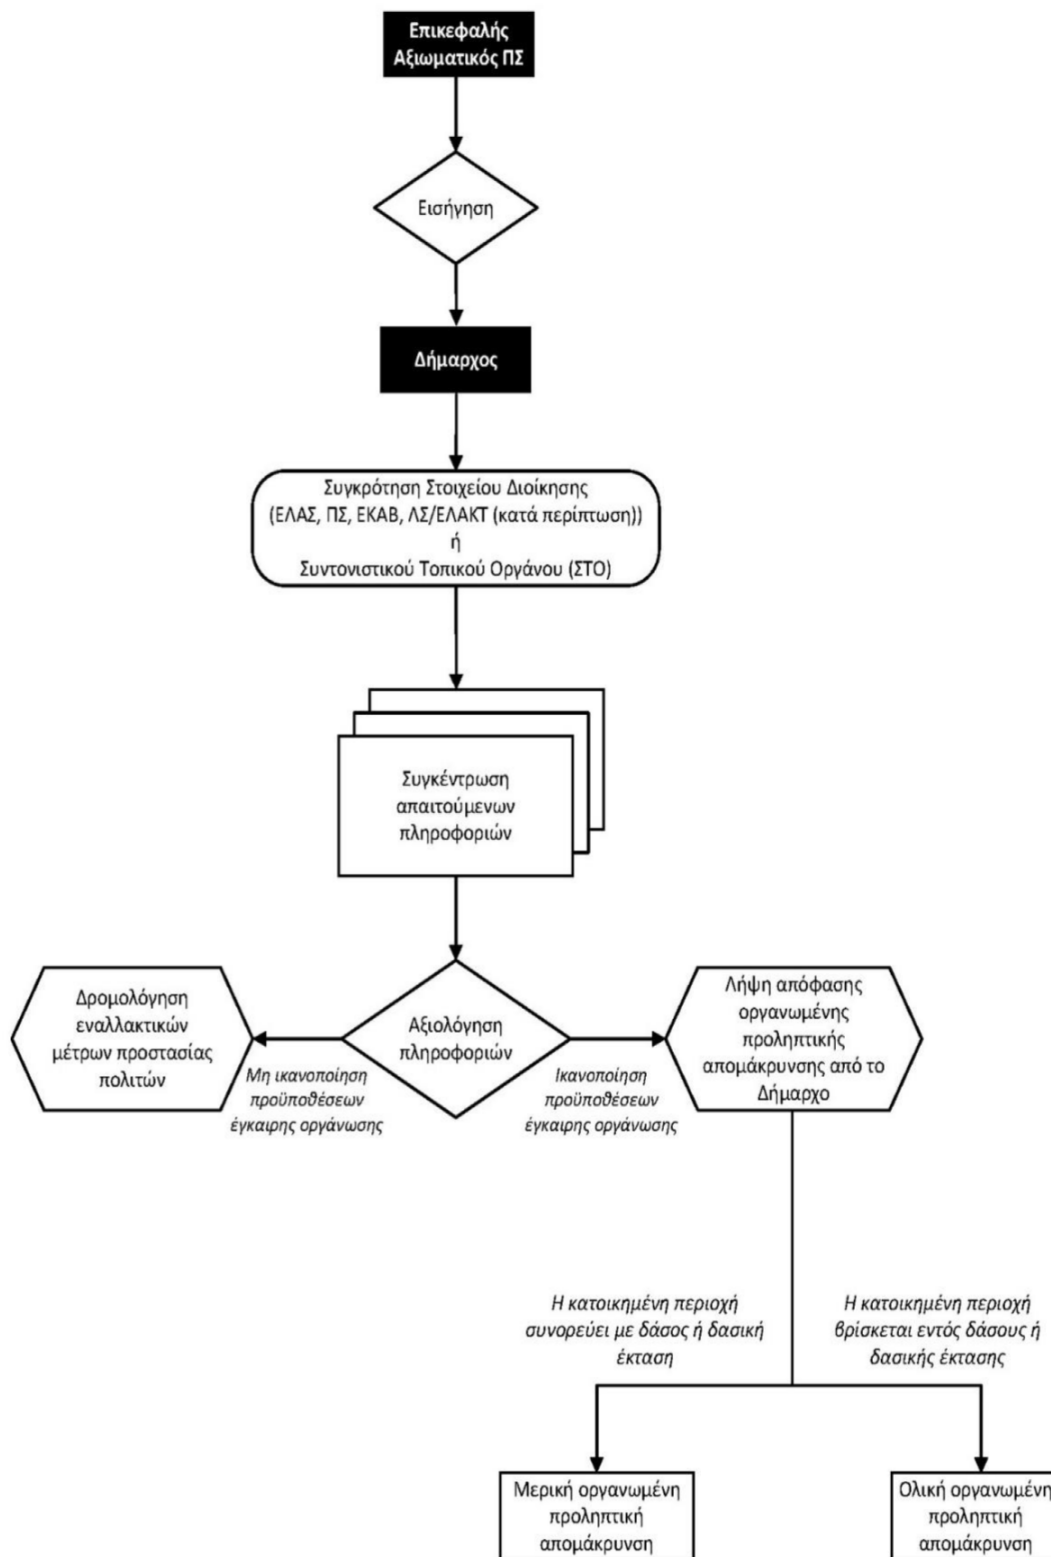 Επικεφαλής
Αξιωματικός ΠΣ
Εισήγηση
Δήμαρχος
Συγκρότηση Στοιχείου Διοίκησης
(ΕΛΑΣ, ΠΣ, ΕΚΑΒ, ΛΣ/ΕΛΑΚΤ (κατά περίπτωση))
ή
Συντονιστικού Τοπικού Οργάνου (ΣΤΟ)
Συγκέντρωση
απαιτούμενων
πληροφοριών
Δρομολόγηση
εναλλακτικών
μέτρων προστασίας
πολιτών
Αξιολόγηση
πληροφοριών
Λήψη απόφασης
οργανωμένης
προληπτικής
απομάκρυνσης από το
Δήμαρχο
Μη ικανοποίηση
προϋποθέσεων
έγκαιρης οργάνωσης
Ικανοποίηση
προϋποθέσεων
έγκαιρης οργάνωσης
Η κατοικημένη περιοχή
συνορεύει με δάσος ή δασική
έκταση
Η κατοικημένη περιοχή
βρίσκεται εντός δάσους ή
δασικής έκτασης
Μερική οργανωμένη
προληπτική
απομάκρυνση
Ολική οργανωμένη
προληπτική
απομάκρυνση